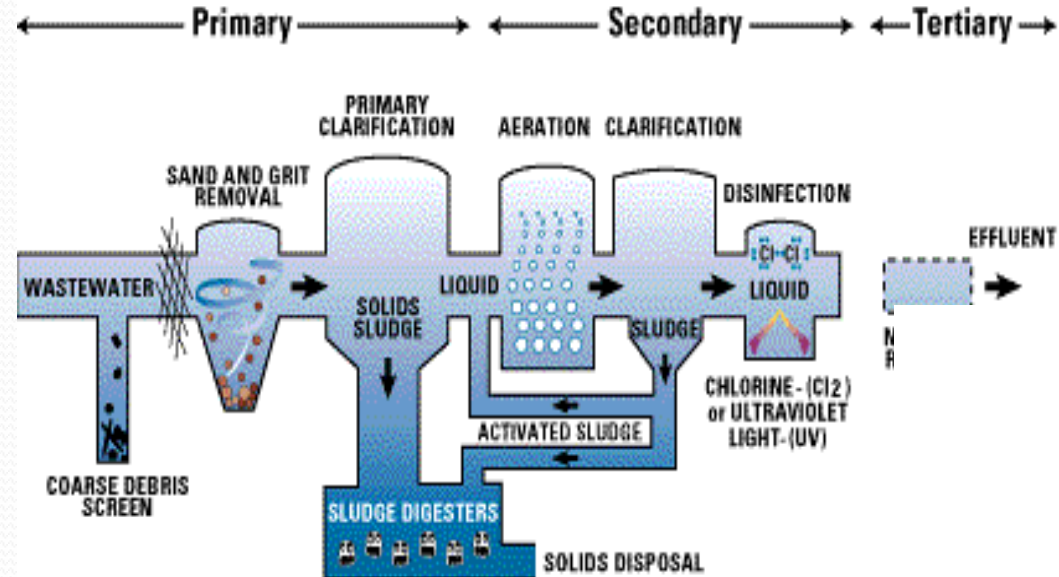 Primary
Secondary
Tertiary
PRIMARY
CLARIFICATION
AERATION
CLARIFICATION
SAND AND GRIT
REMOVAL
DISINFECTION
EFFLUENT
WASTEWATER
SOLIDS
SLUDGE
LIQUID
SLUDGE
Cl-Cl
LIQUID
CHLORINE-(Cl2)
or ULTRAVIOLET
LIGHT-(UV)
ACTIVATED SLUDGE
COARSE DEBRIS
SCREEN
SLUDGE DIGESTERS
SOLIDS DISPOSAL